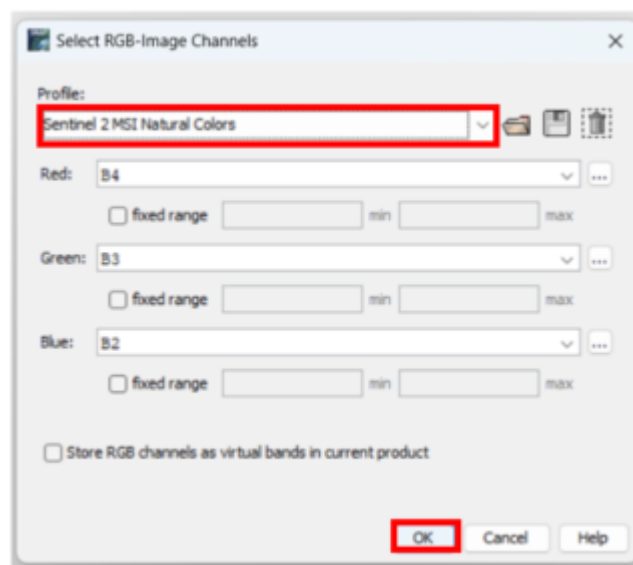 Select RGB-Image Channels
Profile:
Sentinel 2 MSI Natural Colors
Red: B4 ...
fixed range min max
Green: B3 ...
fixed range min max
Blue: B2 ...
fixed range min max
Store RGB channels as virtual bands in current product
OK Cancel Help